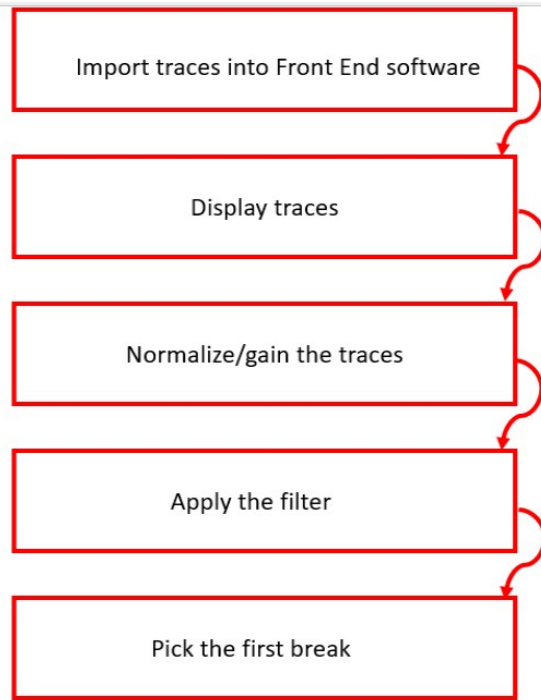 Import traces into Front End software
Display traces
Normalize/gain the traces
Apply the filter
Pick the first break